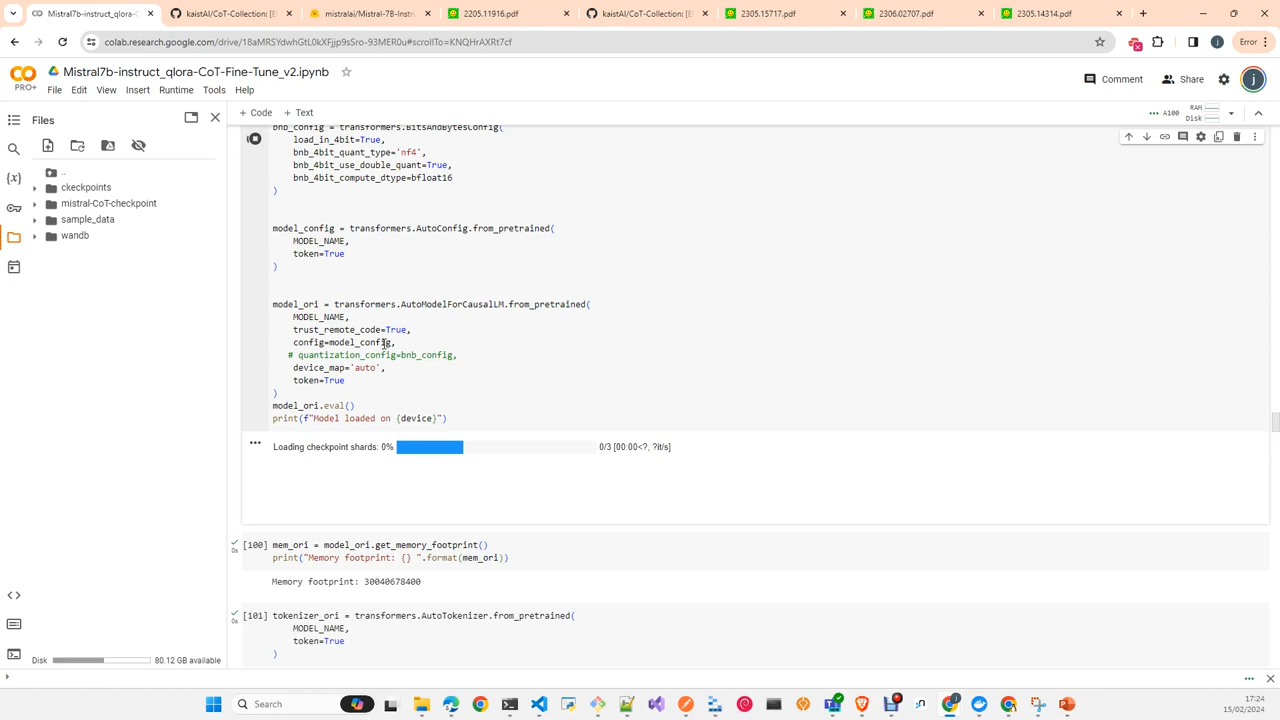 Mistral7b-instruct_qlora-C
kaistAI/CoT-Collection: [E
mistralai/Mistral-7B-Instru
2205.11916.pdf
kaistAI/CoT-Collection: [E
2305.15717.pdf
2306.02707.pdf
2305.14314.pdf
colab.research.google.com/drive/18aMRSYdwhGtL0kXFjjp9sSro-93MER0u#scrollTo=KNQHrAXRt7cf
Error
PRO+
Mistral7b-instruct_qlora-CoT-Fine-Tune_v2.ipynb
File Edit View Insert Runtime Tools Help
Comment
Share
j
Files
+ Code + Text
A100
RAM
Disk
..
ckeckpoints
mistral-CoT-checkpoint
sample_data
wandb
bnb_config = transformers.BitsAndBytesConfig(
load_in_4bit=True,
bnb_4bit_quant_type='nf4',
bnb_4bit_use_double_quant=True,
bnb_4bit_compute_dtype=bfloat16
)
model_config = transformers.AutoConfig.from_pretrained(
MODEL_NAME,
token=True
)
model_ori = transformers.AutoModelForCausalLM.from_pretrained(
MODEL_NAME,
trust_remote_code=True,
config=model_config,
# quantization_config=bnb_config,
device_map='auto',
token=True
)
model_ori.eval()
print(f"Model loaded on {device}")
Loading checkpoint shards: 0%
0/3 [00:00<?, ?it/s]
[100] mem_ori = model_ori.get_memory_footprint()
0s
print("Memory footprint: {} ".format(mem_ori))
Memory footprint: 30040678400
[101] tokenizer_ori = transformers.AutoTokenizer.from_pretrained(
0s
MODEL_NAME,
token=True
)
Disk
80.12 GB available
Search
17:24
15/02/2024